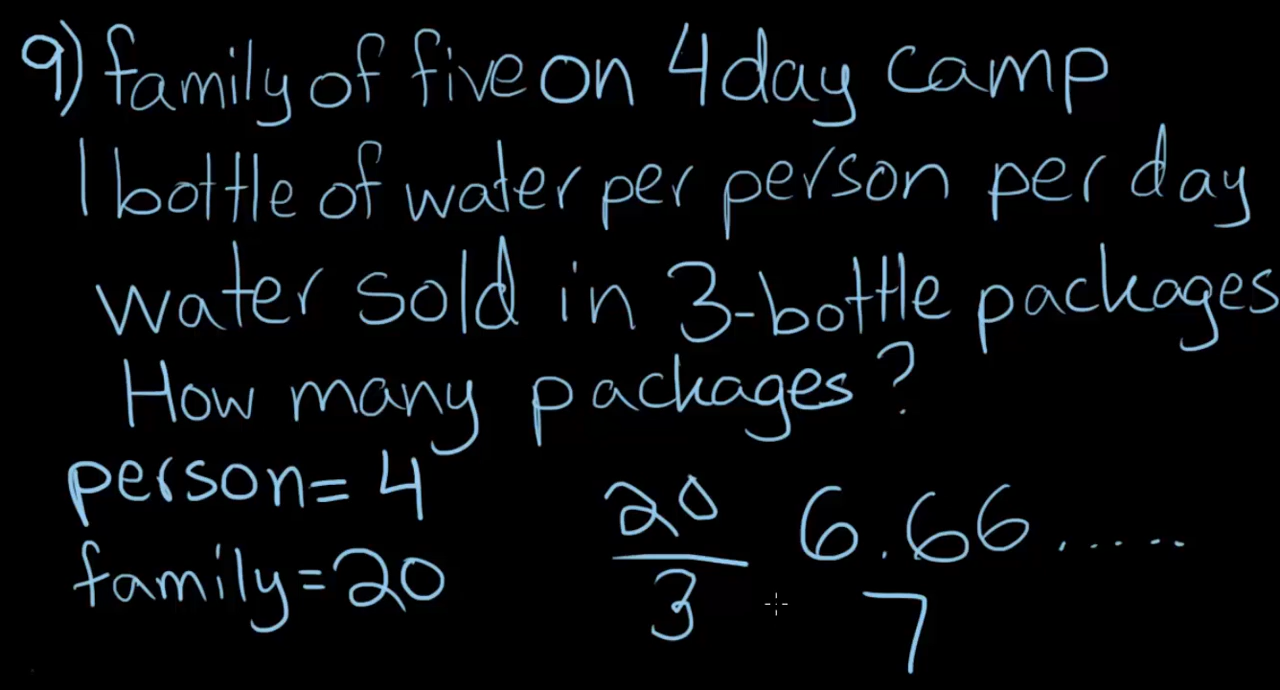 9) family of five on 4 day camp
1 bottle of water per person per day
water sold in 3-bottle packages
How many packages?
person = 4
family = 20
20
3
6.66.....
7